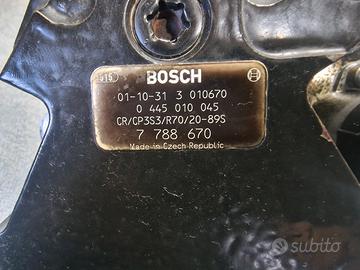 915
BOSCH
01-10-31 3 010670
0 445 010 045
CR/CP3S3/R70/20-89S
7 788 670
Made in Czech Republic
subito